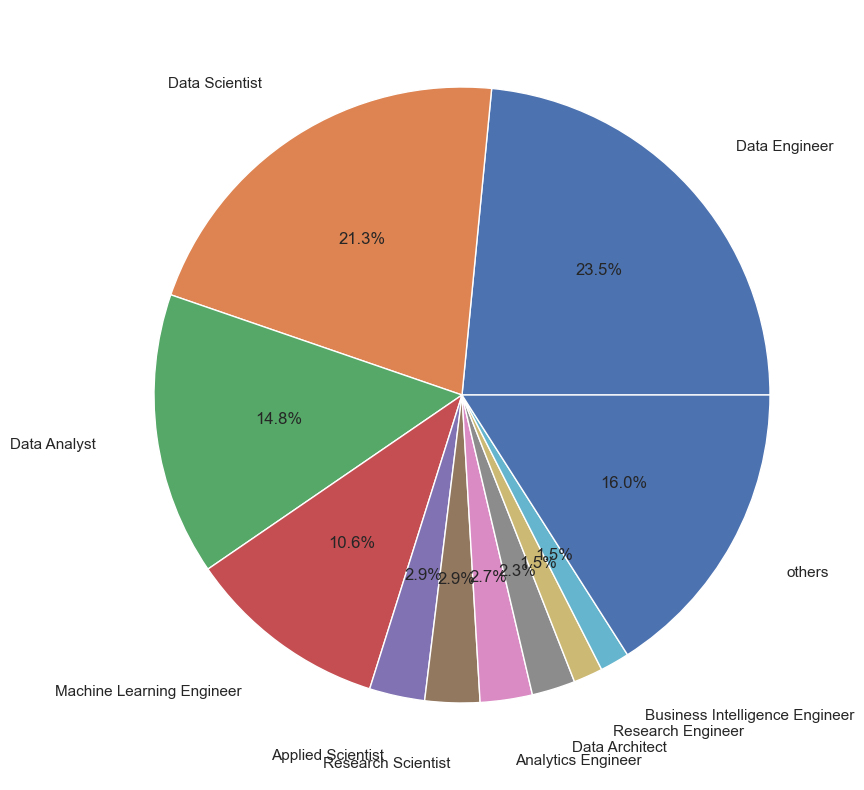 Data Scientist
Data Engineer
21.3%
23.5%
14.8%
Data Analyst
16.0%
10.6%
1.5%
1.5%
2.3%
2.7%
2.9%
2.9%
others
Machine Learning Engineer
Business Intelligence Engineer
Research Engineer
Data Architect
Applied Scientist
Analytics Engineer
Research Scientist